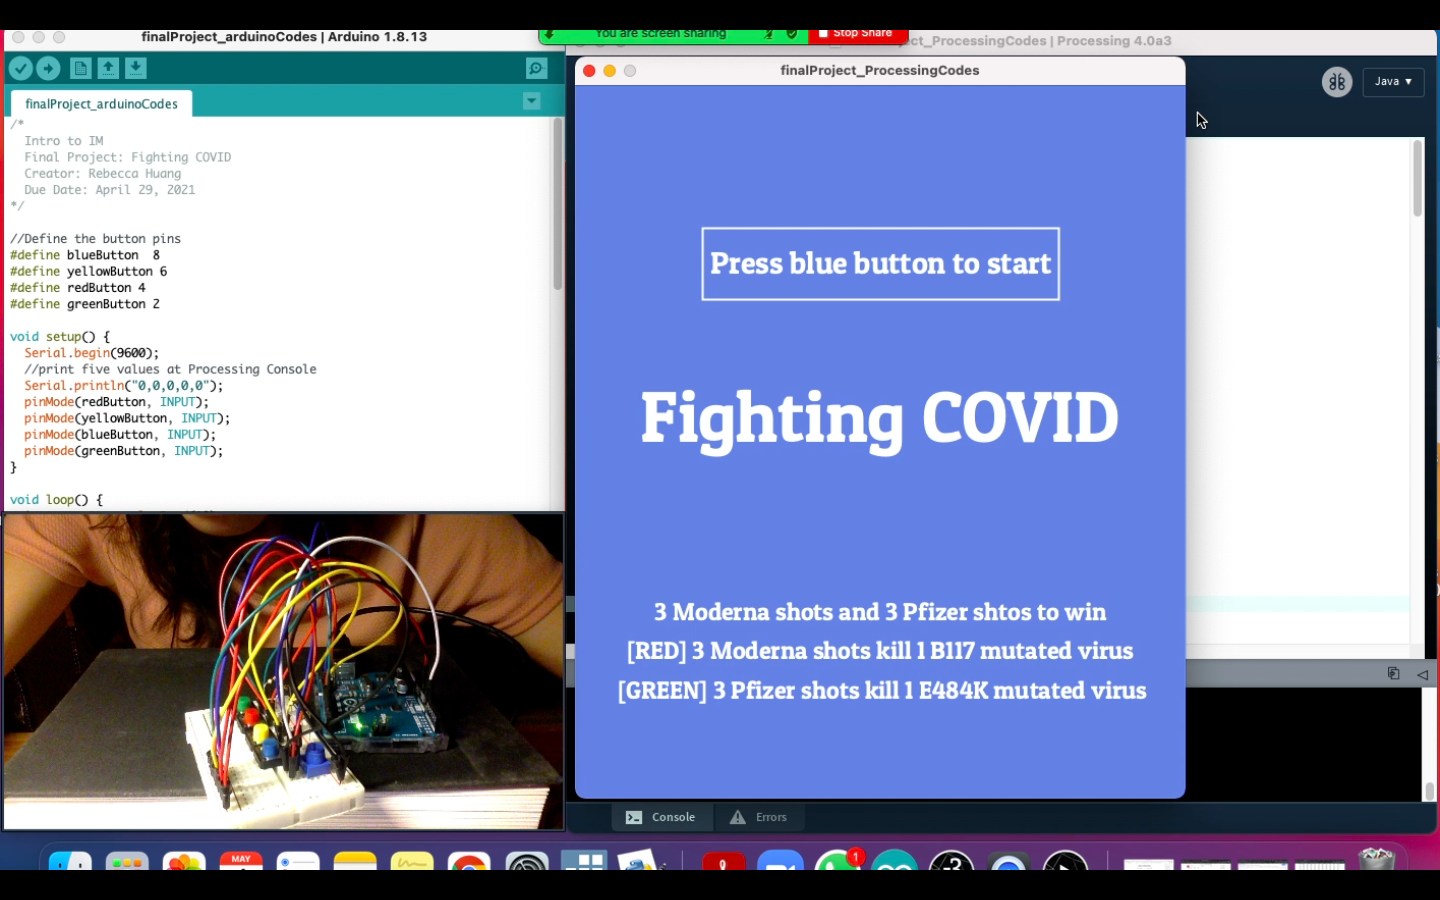 finalProject_arduinoCodes | Arduino 1.8.13
You are screen sharing
Stop Share
ct_ProcessingCodes | Processing 4.0a3
finalProject_arduinoCodes
/*
Intro to IM
Final Project: Fighting COVID
Creator: Rebecca Huang
Due Date: April 29, 2021
*/
//Define the button pins
#define blueButton 8
#define yellowButton 6
#define redButton 4
#define greenButton 2
void setup() {
Serial.begin(9600);
//print five values at Processing Console
Serial.println("0,0,0,0,0");
pinMode(redButton, INPUT);
pinMode(yellowButton, INPUT);
pinMode(blueButton, INPUT);
pinMode(greenButton, INPUT);
}
void loop() {
finalProject_ProcessingCodes
Java
Press blue button to start
Fighting COVID
3 Moderna shots and 3 Pfizer shtos to win
[RED] 3 Moderna shots kill 1 B117 mutated virus
[GREEN] 3 Pfizer shots kill 1 E484K mutated virus
Console
Errors
MAY
1